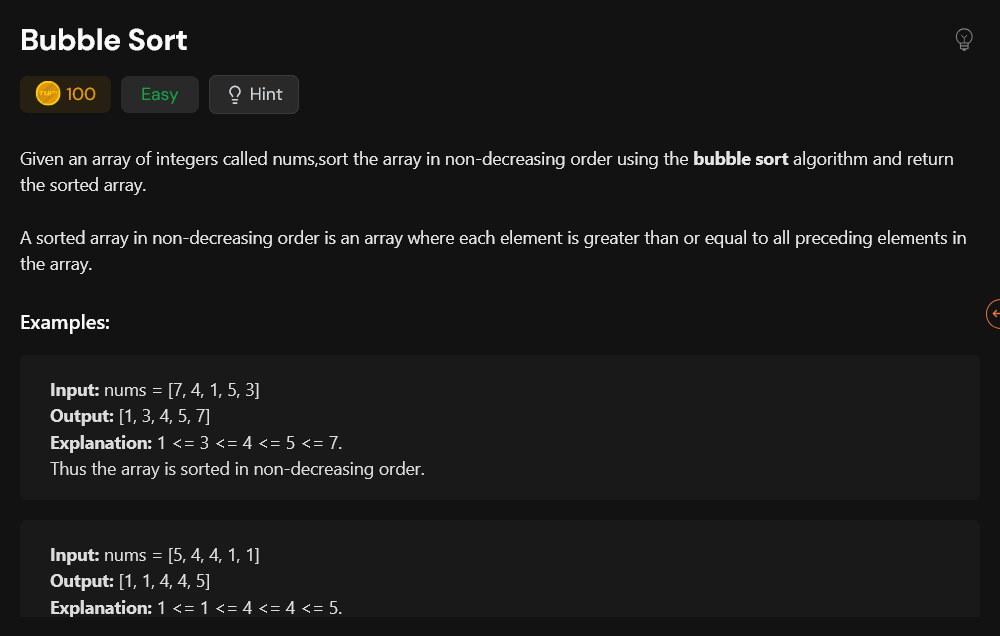 Bubble Sort
100
Easy
Hint
Given an array of integers called nums,sort the array in non-decreasing order using the bubble sort algorithm and return
the sorted array.
A sorted array in non-decreasing order is an array where each element is greater than or equal to all preceding elements in
the array.
Examples:
Input: nums = [7, 4, 1, 5, 3]
Output: [1, 3, 4, 5, 7]
Explanation: 1 <= 3 <= 4 <= 5 <= 7.
Thus the array is sorted in non-decreasing order.
Input: nums = [5, 4, 4, 1, 1]
Output: [1, 1, 4, 4, 5]
Explanation: 1 <= 1 <= 4 <= 4 <= 5.